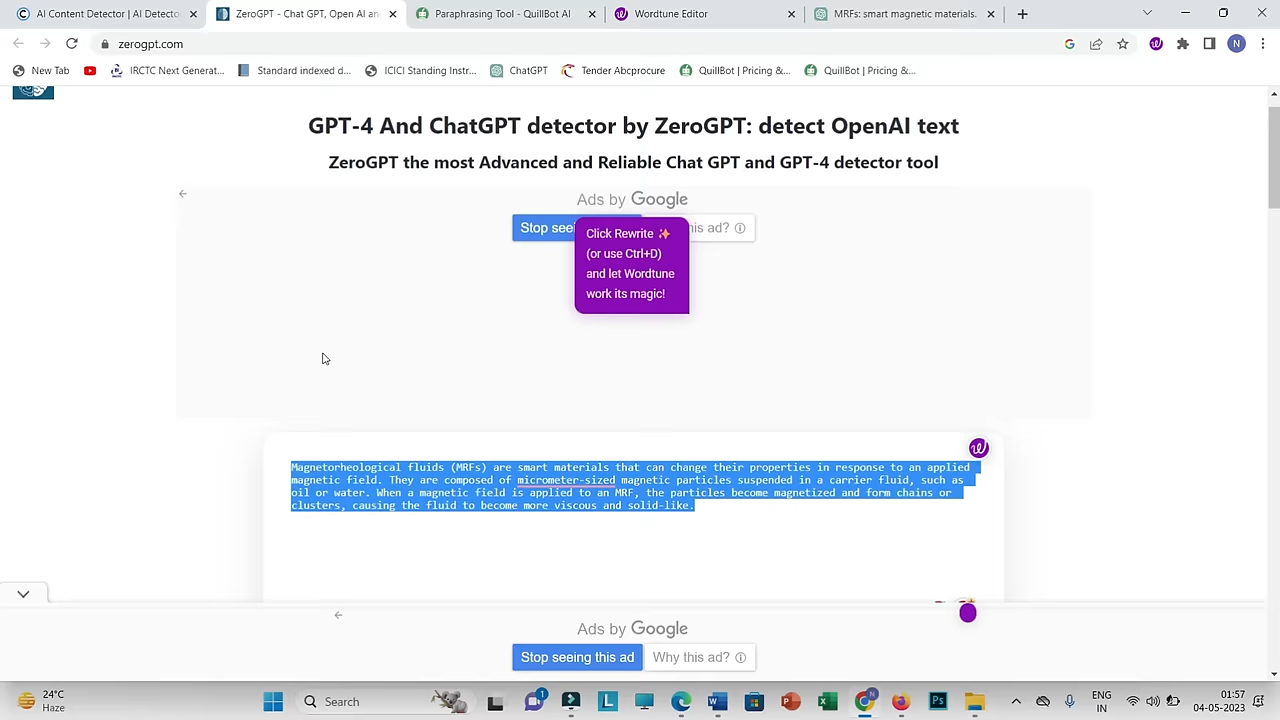 AI Content Detector | AI Detecto
ZeroGPT - Chat GPT, Open AI an
Paraphrasing Tool - QuillBot AI
Wordtune Editor
MRFs: smart magnetic materials.
zerogpt.com
N
New Tab
IRCTC Next Generat...
Standard indexed d...
ICICI Standing Instr...
ChatGPT
Tender Abcprocure
QuillBot | Pricing &...
QuillBot | Pricing &...
GPT-4 And ChatGPT detector by ZeroGPT: detect OpenAI text
ZeroGPT the most Advanced and Reliable Chat GPT and GPT-4 detector tool
Ads by Google
Stop see
his ad?
Click Rewrite ✨
(or use Ctrl+D)
and let Wordtune
work its magic!
Magnetorheological fluids (MRFs) are smart materials that can change their properties in response to an applied
magnetic field. They are composed of micrometer-sized magnetic particles suspended in a carrier fluid, such as
oil or water. When a magnetic field is applied to an MRF, the particles become magnetized and form chains or
clusters, causing the fluid to become more viscous and solid-like.
Ads by Google
Stop seeing this ad
Why this ad?
24°C
Haze
Search
1
L
N
Ps
ENG
IN
01:57
04-05-2023